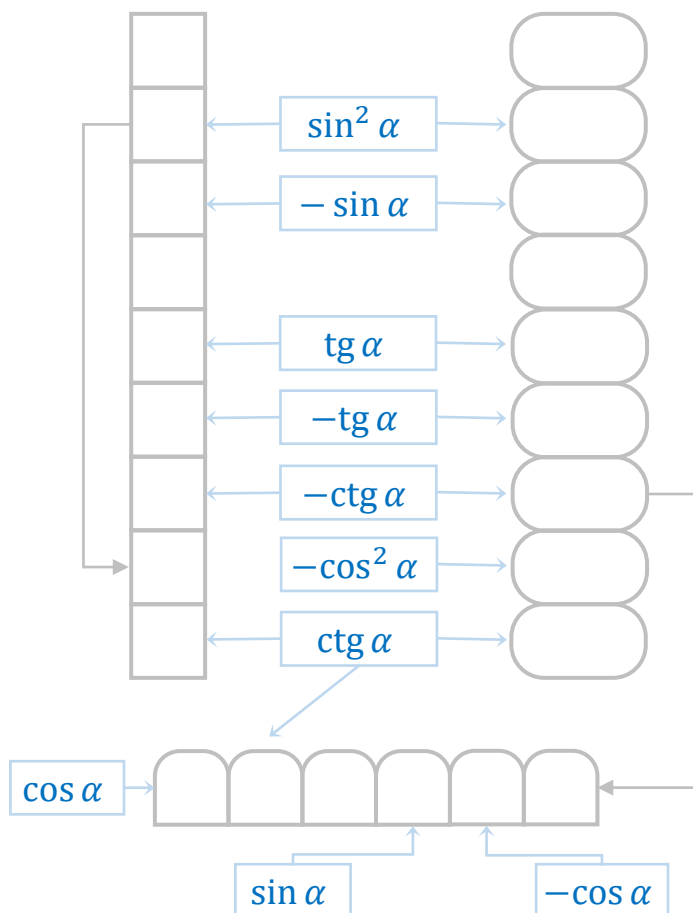 sin² α
− sin α
tg α
−tg α
−ctg α
−cos² α
ctg α
cos α
sin α
−cos α